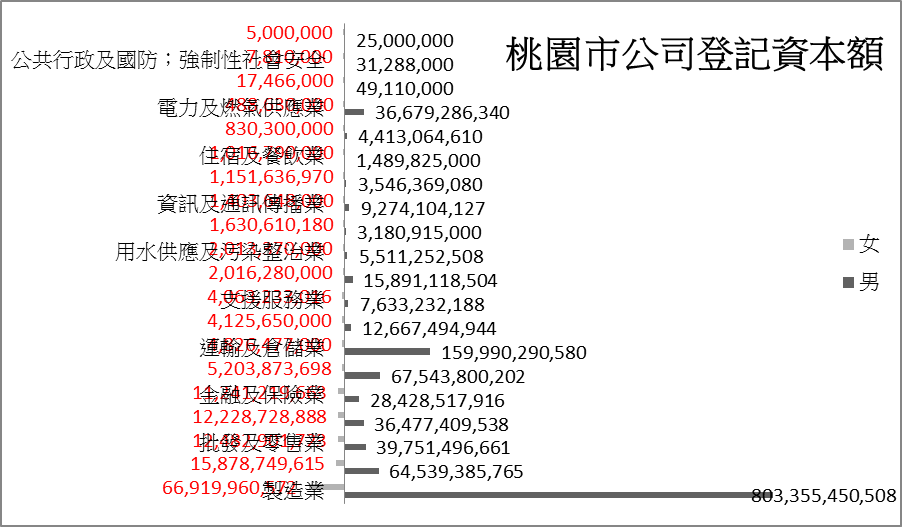 桃園市公司登記資本額
5,000,000
25,000,000
公共行政及國防；強制性社會安全
7,810,000
31,288,000
17,466,000
49,110,000
電力及燃氣供應業
36,679,286,340
830,300,000
4,413,064,610
住宿及餐飲業
1,489,825,000
1,151,636,970
3,546,369,080
資訊及通訊傳播業
9,274,104,127
1,630,610,180
3,180,915,000
用水供應及污染整治業
5,511,252,508
2,016,280,000
15,891,118,504
支援服務業
7,633,232,188
4,125,650,000
12,667,494,944
運輸及倉儲業
159,990,290,580
5,203,873,698
67,543,800,202
金融及保險業
28,428,517,916
12,228,728,888
36,477,409,538
批發及零售業
39,751,496,661
15,878,749,615
64,539,385,765
製造業
803,355,450,508
女
男